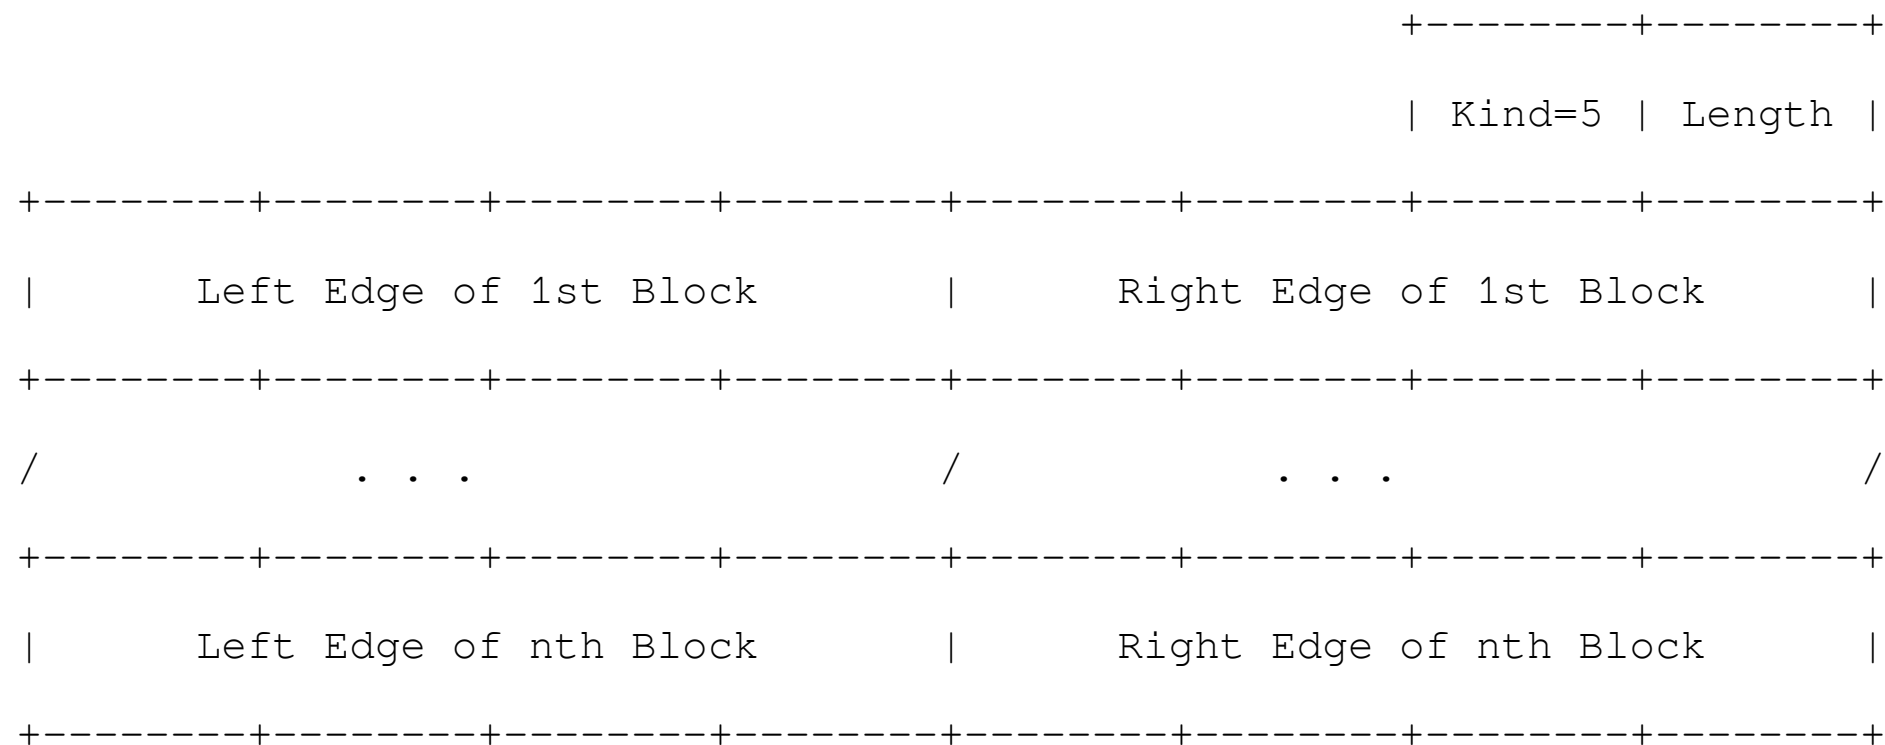 +--------+--------+
                                                      | Kind=5 | Length |
+--------+--------+--------+--------+--------+--------+--------+--------+
|      Left Edge of 1st Block       |      Right Edge of 1st Block      |
+--------+--------+--------+--------+--------+--------+--------+--------+
/            . . .                  /            . . .                  /
+--------+--------+--------+--------+--------+--------+--------+--------+
|      Left Edge of nth Block       |      Right Edge of nth Block      |
+--------+--------+--------+--------+--------+--------+--------+--------+